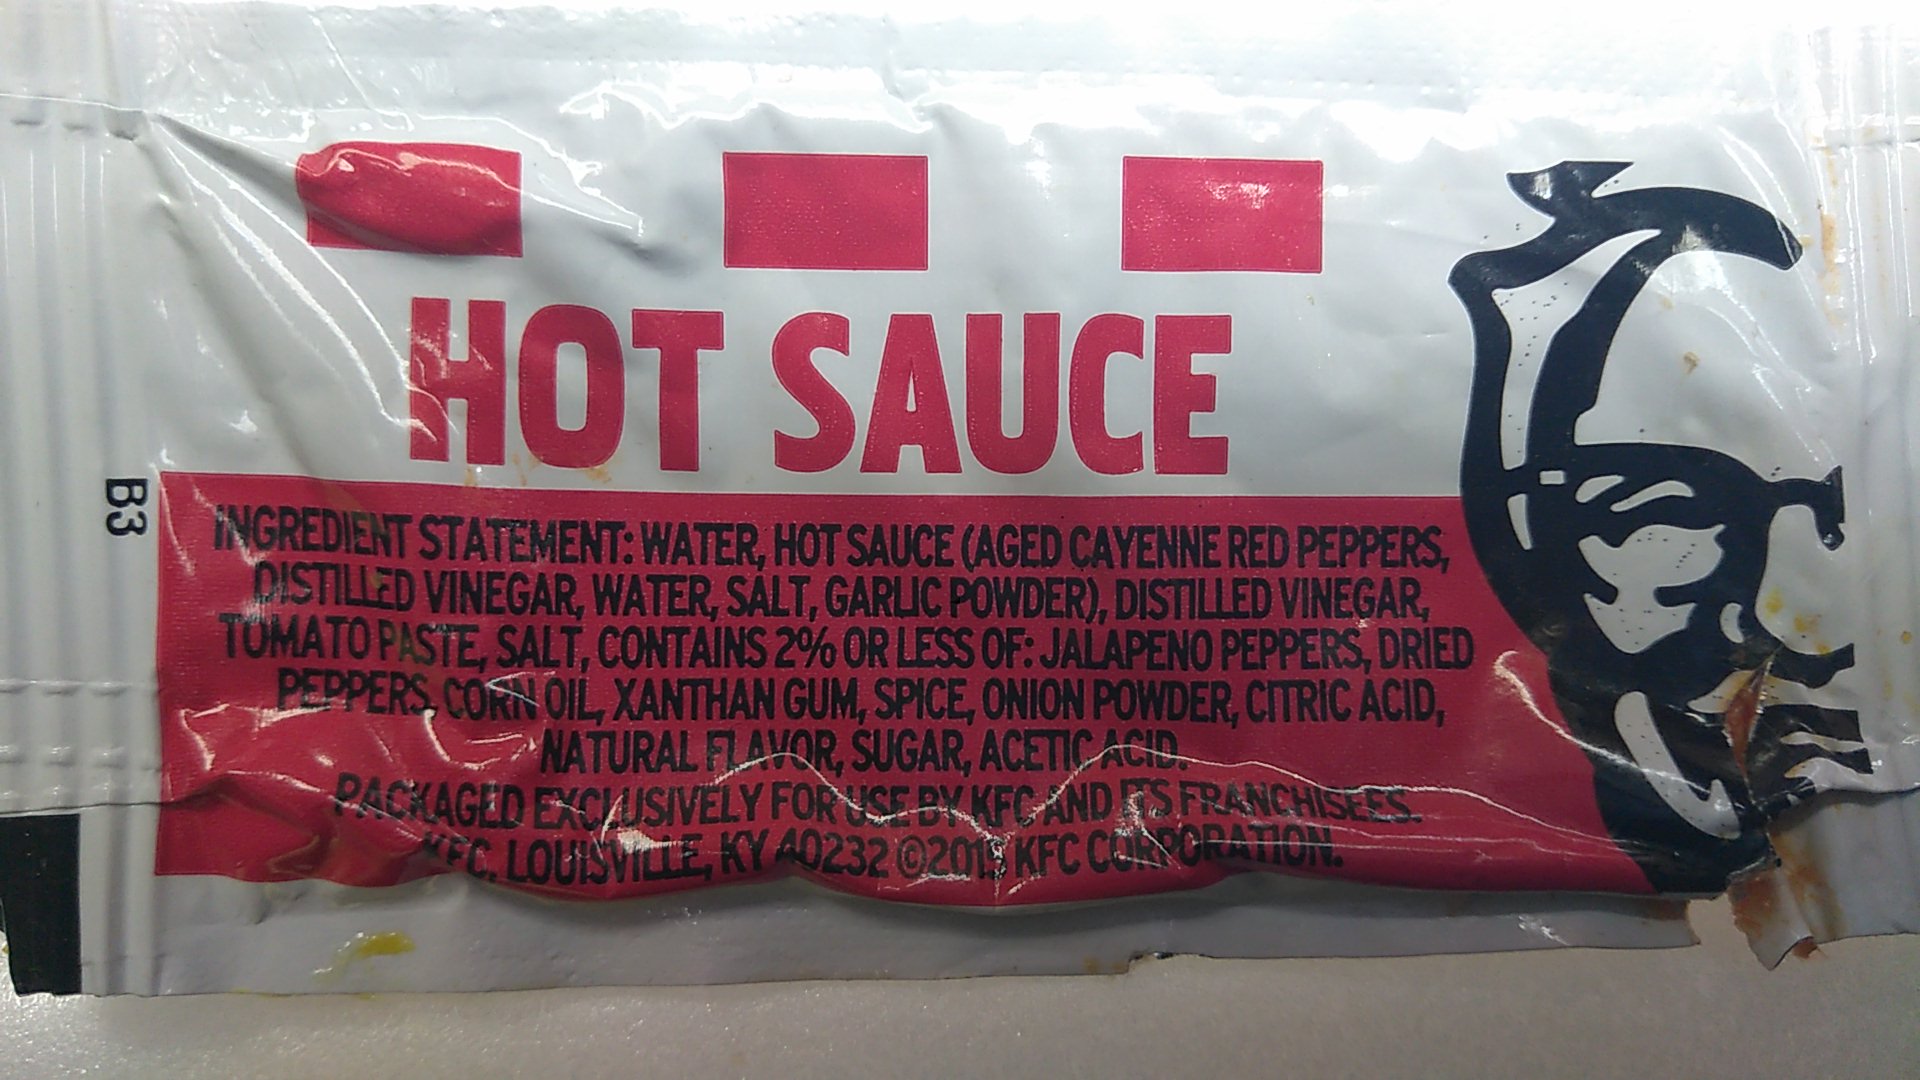 HOT SAUCE
B3
INGREDIENT STATEMENT: WATER, HOT SAUCE (AGED CAYENNE RED PEPPERS,
DISTILLED VINEGAR, WATER, SALT, GARLIC POWDER), DISTILLED VINEGAR,
TOMATO PASTE, SALT, CONTAINS 2% OR LESS OF: JALAPENO PEPPERS, DRIED
PEPPERS, CORN OIL, XANTHAN GUM, SPICE, ONION POWDER, CITRIC ACID,
NATURAL FLAVOR, SUGAR, ACETIC ACID.
PACKAGED EXCLUSIVELY FOR USE BY KFC AND ITS FRANCHISEES.
KFC, LOUISVILLE, KY 40232 ©2015 KFC CORPORATION.